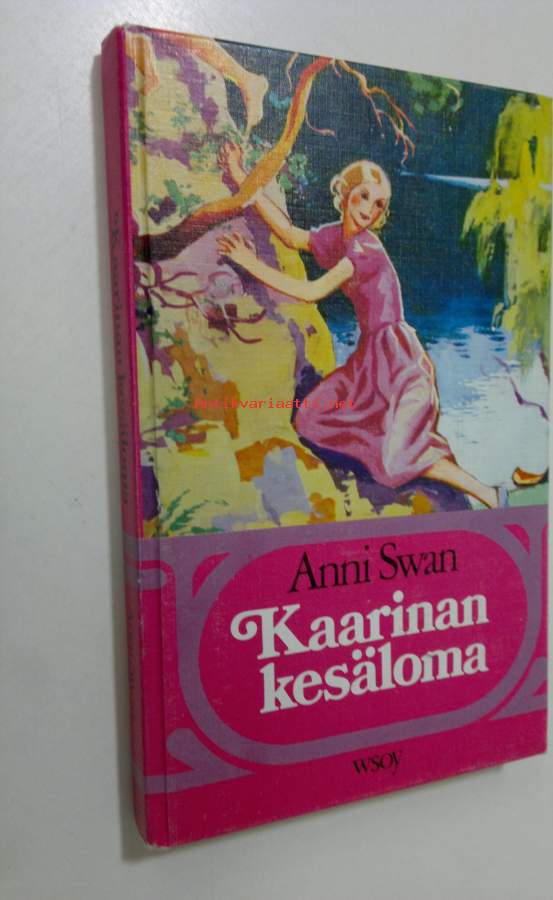 antikvariaatti.net
Anni Swan
Kaarinan
kesäloma
wsoy